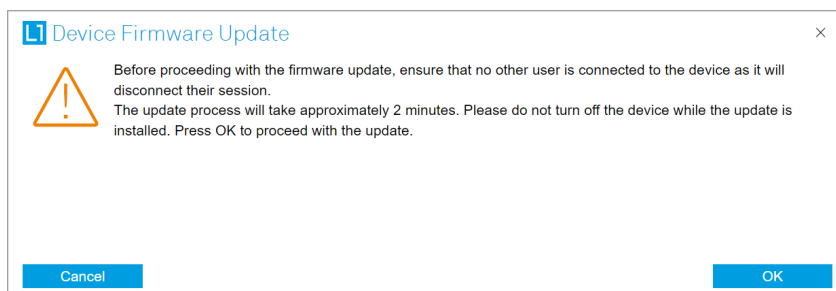 L1 Device Firmware Update
Before proceeding with the firmware update, ensure that no other user is connected to the device as it will
disconnect their session.
The update process will take approximately 2 minutes. Please do not turn off the device while the update is
installed. Press OK to proceed with the update.
Cancel
OK